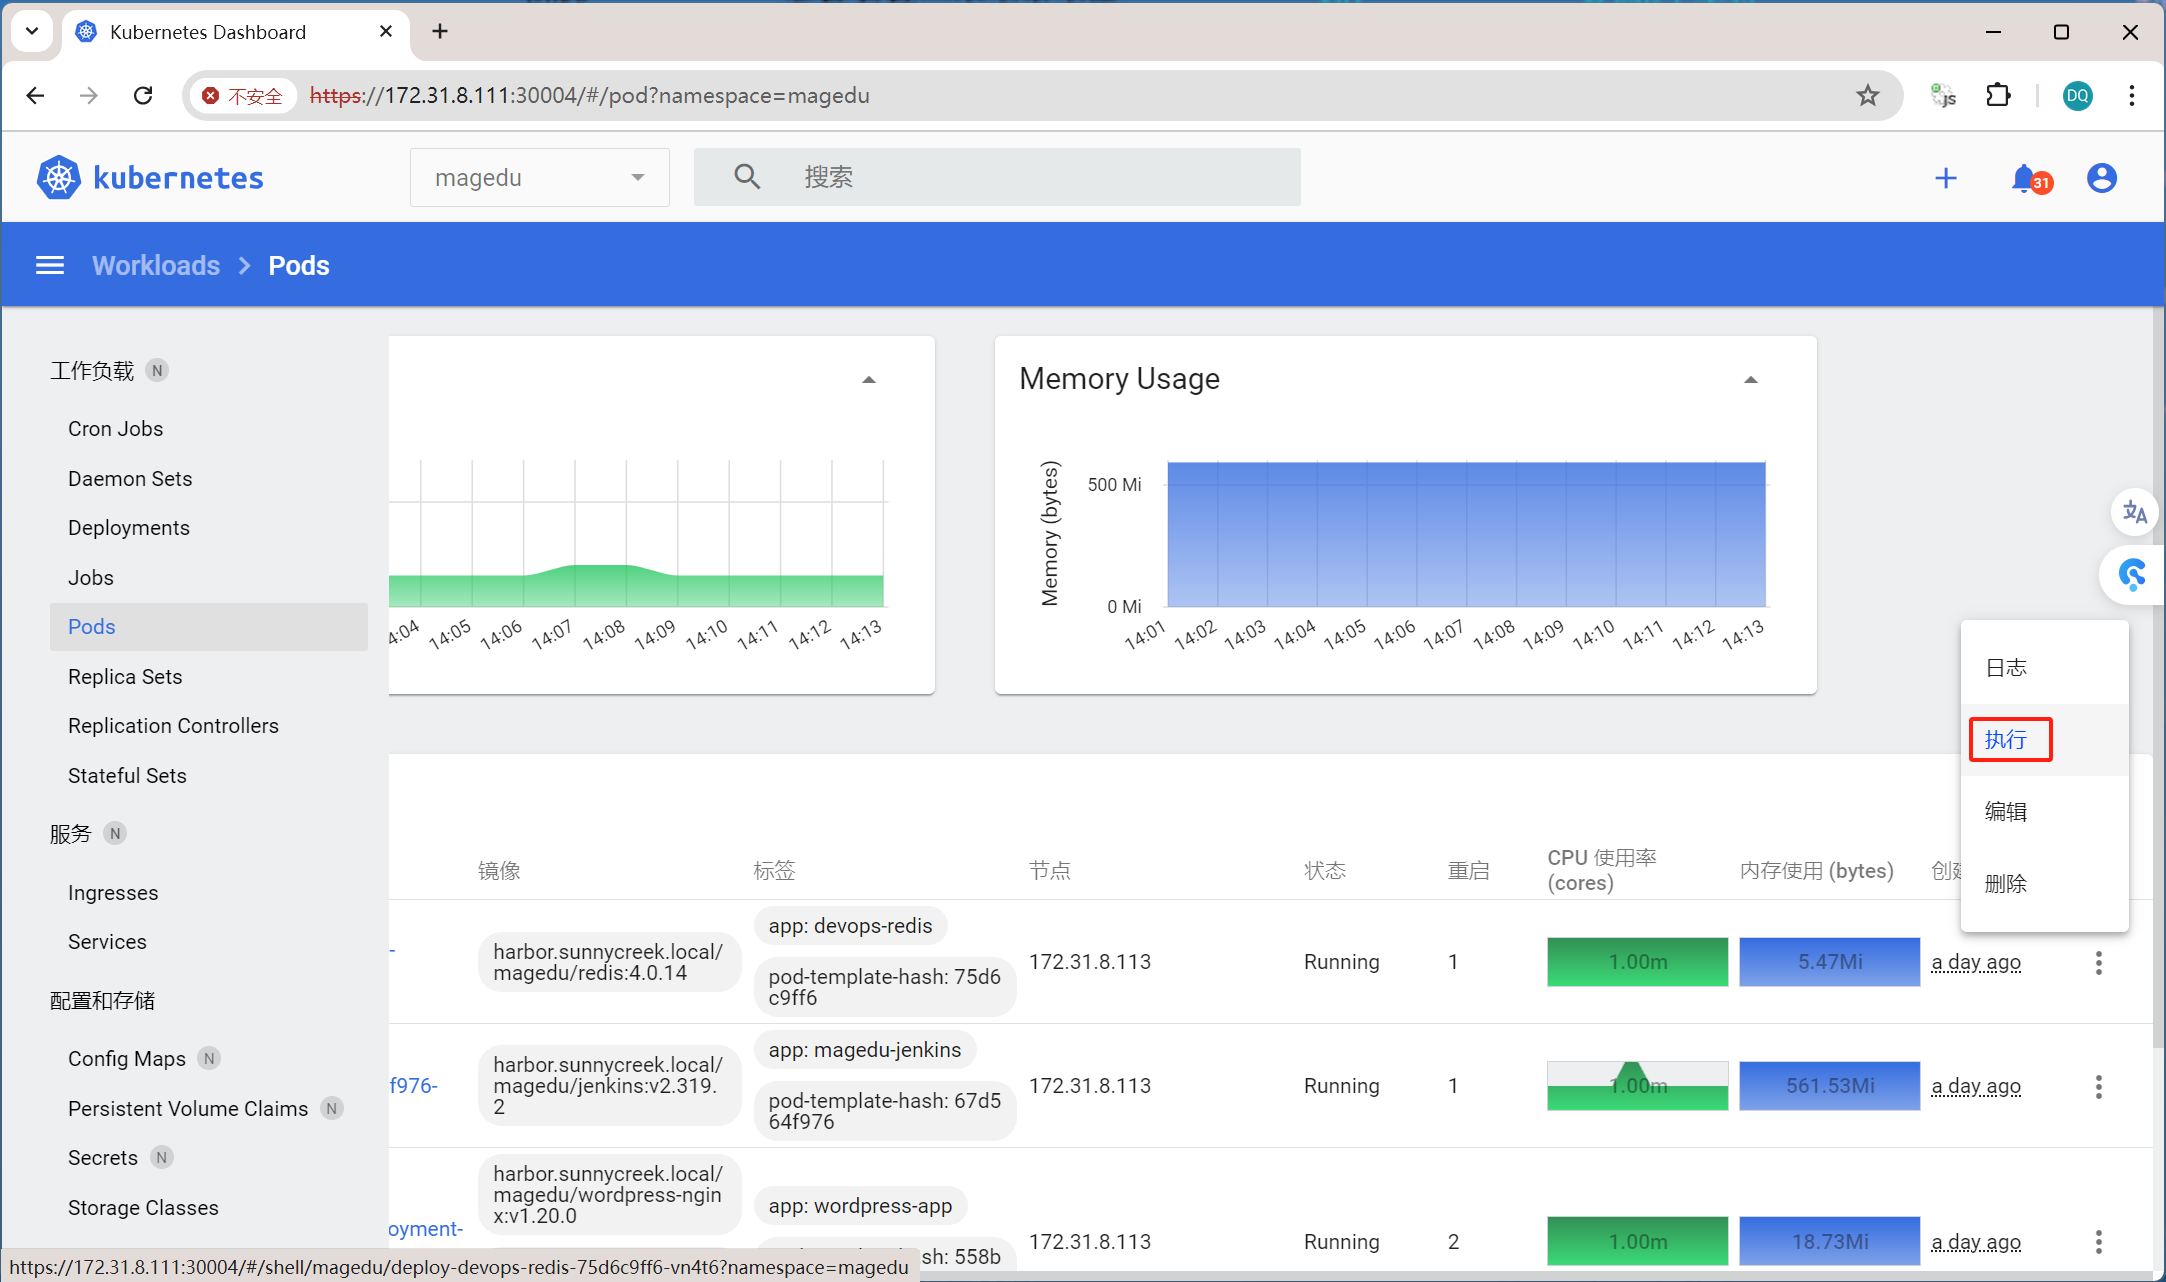 Kubernetes Dashboard
不安全
https://172.31.8.111:30004/#/pod?namespace=magedu
DQ
kubernetes
magedu
搜索
31
Workloads
Pods
工作负载 N
Cron Jobs
Daemon Sets
Deployments
Jobs
Pods
Replica Sets
Replication Controllers
Stateful Sets
服务 N
Ingresses
Services
配置和存储
Config Maps N
Persistent Volume Claims N
Secrets N
Storage Classes
4:04 14:05 14:06 14:07 14:08 14:09 14:10 14:11 14:12 14:13
Memory Usage
Memory (bytes)
500 Mi
0 Mi
14:01 14:02 14:03 14:04 14:05 14:06 14:07 14:08 14:09 14:10 14:11 14:12 14:13
日志
执行
编辑
删除
镜像
标签
节点
状态
重启
CPU 使用率
(cores)
内存使用 (bytes)
-
harbor.sunnycreek.local/
magedu/redis:4.0.14
app: devops-redis
pod-template-hash: 75d6
c9ff6
172.31.8.113
Running
1
1.00m
5.47Mi
a day ago
f976-
harbor.sunnycreek.local/
magedu/jenkins:v2.319.
2
app: magedu-jenkins
pod-template-hash: 67d5
64f976
172.31.8.113
Running
1
1.00m
561.53Mi
a day ago
oyment-
harbor.sunnycreek.local/
magedu/wordpress-ngin
x:v1.20.0
app: wordpress-app
sh: 558b
172.31.8.113
Running
2
1.00m
18.73Mi
a day ago
https://172.31.8.111:30004/#/shell/magedu/deploy-devops-redis-75d6c9ff6-vn4t6?namespace=magedu